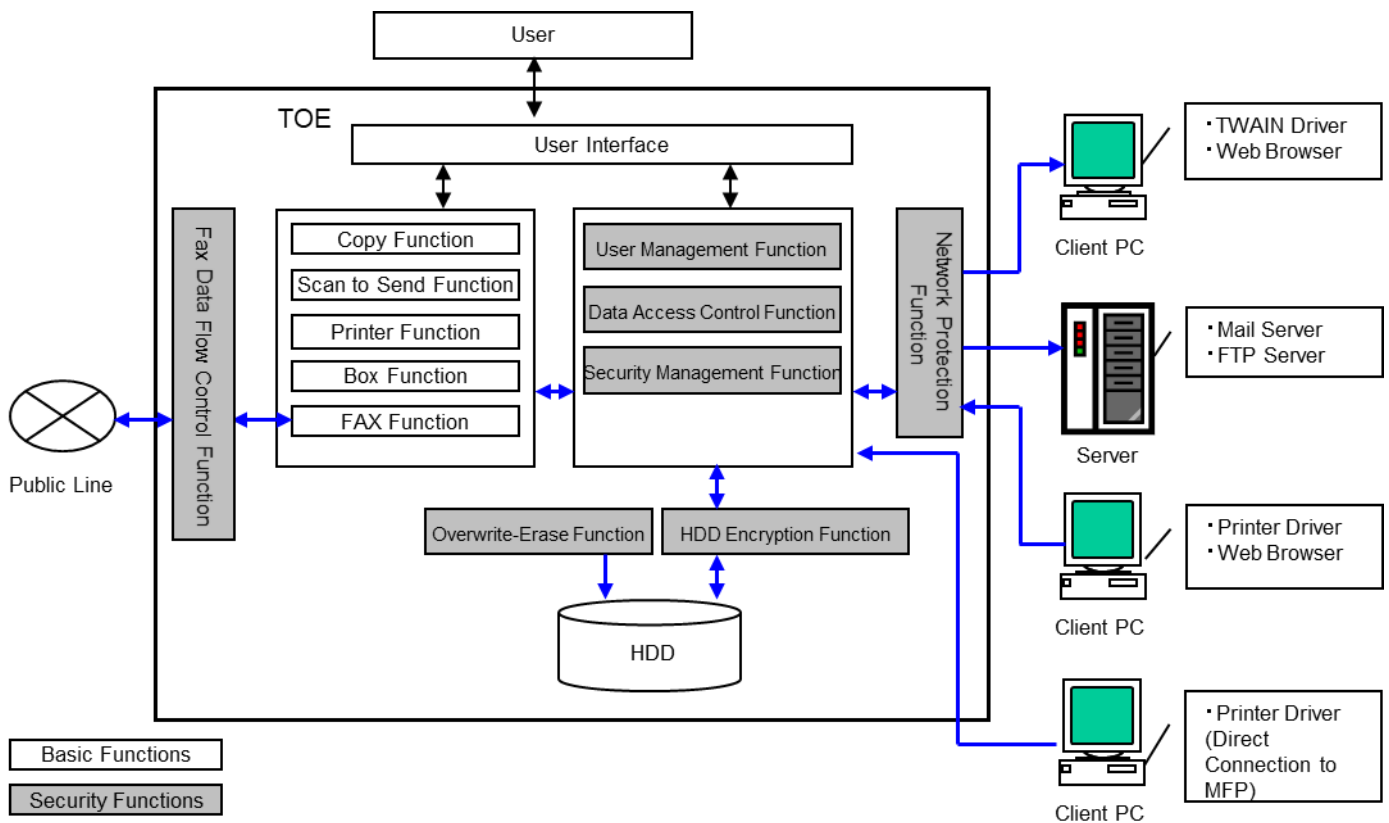 User
TOE
User Interface
Fax Data Flow Control Function
Copy Function
Scan to Send Function
Printer Function
Box Function
FAX Function
User Management Function
Data Access Control Function
Security Management Function
Network Protection
Function
Overwrite-Erase Function
HDD Encryption Function
HDD
Public Line
・TWAIN Driver
・Web Browser
Client PC
・Mail Server
・FTP Server
Server
・Printer Driver
・Web Browser
Client PC
・Printer Driver
(Direct
Connection to
MFP)
Client PC
Basic Functions
Security Functions